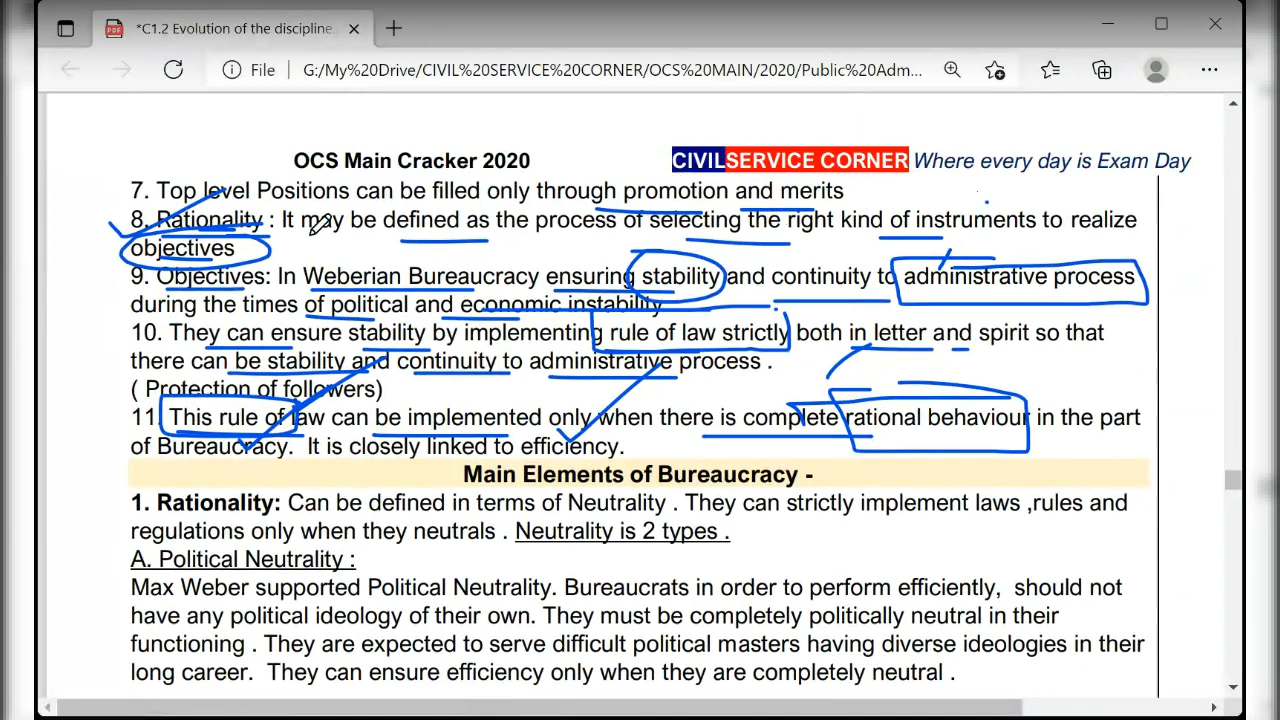 *C1.2 Evolution of the discipline.
File
G:/My%20Drive/CIVIL%20SERVICE%20CORNER/OCS%20MAIN/2020/Public%20Adm...
OCS Main Cracker 2020 CIVILSERVICE CORNER Where every day is Exam Day
7. Top level Positions can be filled only through promotion and merits
8. Rationality : It may be defined as the process of selecting the right kind of instruments to realize
objectives
9. Objectives: In Weberian Bureaucracy ensuring stability and continuity to administrative process
during the times of political and economic instability
10. They can ensure stability by implementing rule of law strictly both in letter and spirit so that
there can be stability and continuity to administrative process .
( Protection of followers)
11. This rule of law can be implemented only when there is complete rational behaviour in the part
of Bureaucracy. It is closely linked to efficiency.
Main Elements of Bureaucracy -
1. Rationality: Can be defined in terms of Neutrality . They can strictly implement laws ,rules and
regulations only when they neutrals . Neutrality is 2 types .
A. Political Neutrality :
Max Weber supported Political Neutrality. Bureaucrats in order to perform efficiently, should not
have any political ideology of their own. They must be completely politically neutral in their
functioning . They are expected to serve difficult political masters having diverse ideologies in their
long career. They can ensure efficiency only when they are completely neutral .